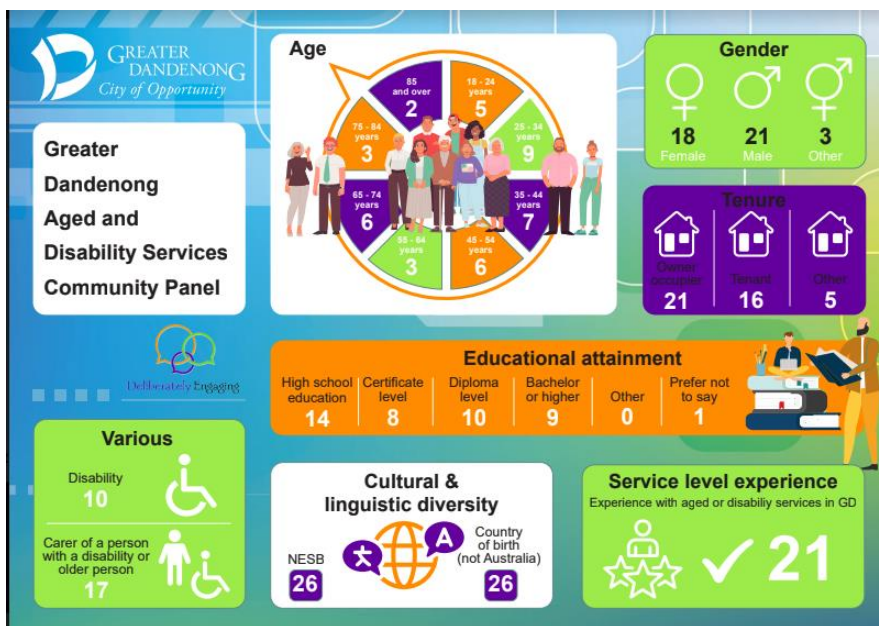 GREATER
DANDENONG
City of Opportunity
Greater
Dandenong
Aged and
Disability Services
Community Panel
Deliberately Engaging
Age
85
and over
2
18 - 24
years
5
25 - 34
years
9
35 - 44
years
7
45 - 54
years
6
55 - 64
years
3
65 - 74
years
6
75 - 84
years
3
Gender
18
Female
21
Male
3
Other
Tenure
Owner
occupier
21
Tenant
16
Other
5
Educational attainment
High school
education
14
Certificate
level
8
Diploma
level
10
Bachelor
or higher
9
Other
0
Prefer not
to say
1
Various
Disability
10
Carer of a person
with a disability or
older person
17
Cultural &
linguistic diversity
NESB
26
文
A
Country
of birth
(not Australia)
26
Service level experience
Experience with aged or disabiliy services in GD
21